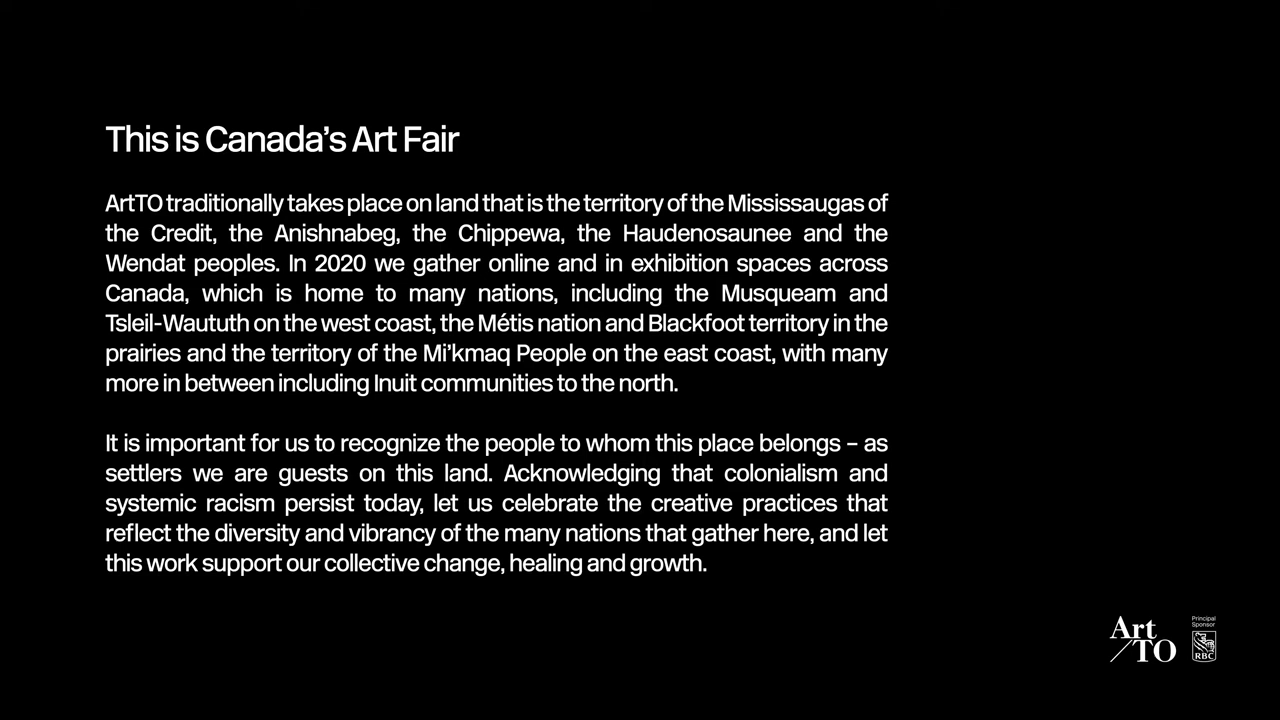 This is Canada's Art Fair
ArtTO traditionally takes place on land that is the territory of the Mississaugas of
the Credit, the Anishnabeg, the Chippewa, the Haudenosaunee and the
Wendat peoples. In 2020 we gather online and in exhibition spaces across
Canada, which is home to many nations, including the Musqueam and
Tsleil-Waututh on the west coast, the Métis nation and Blackfoot territory in the
prairies and the territory of the Mi'kmaq People on the east coast, with many
more in between including Inuit communities to the north.
It is important for us to recognize the people to whom this place belongs – as
settlers we are guests on this land. Acknowledging that colonialism and
systemic racism persist today, let us celebrate the creative practices that
reflect the diversity and vibrancy of the many nations that gather here, and let
this work support our collective change, healing and growth.
Art
/TO
Principal
Sponsor
RBC